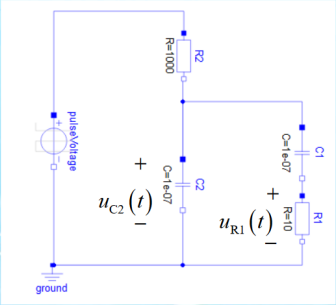 R2
R=1000
pulseVoltage
+
-
+
u_C2(t)
−
C2
C=1e-07
C1
C=1e-07
+
u_R1(t)
−
R1
R=10
ground